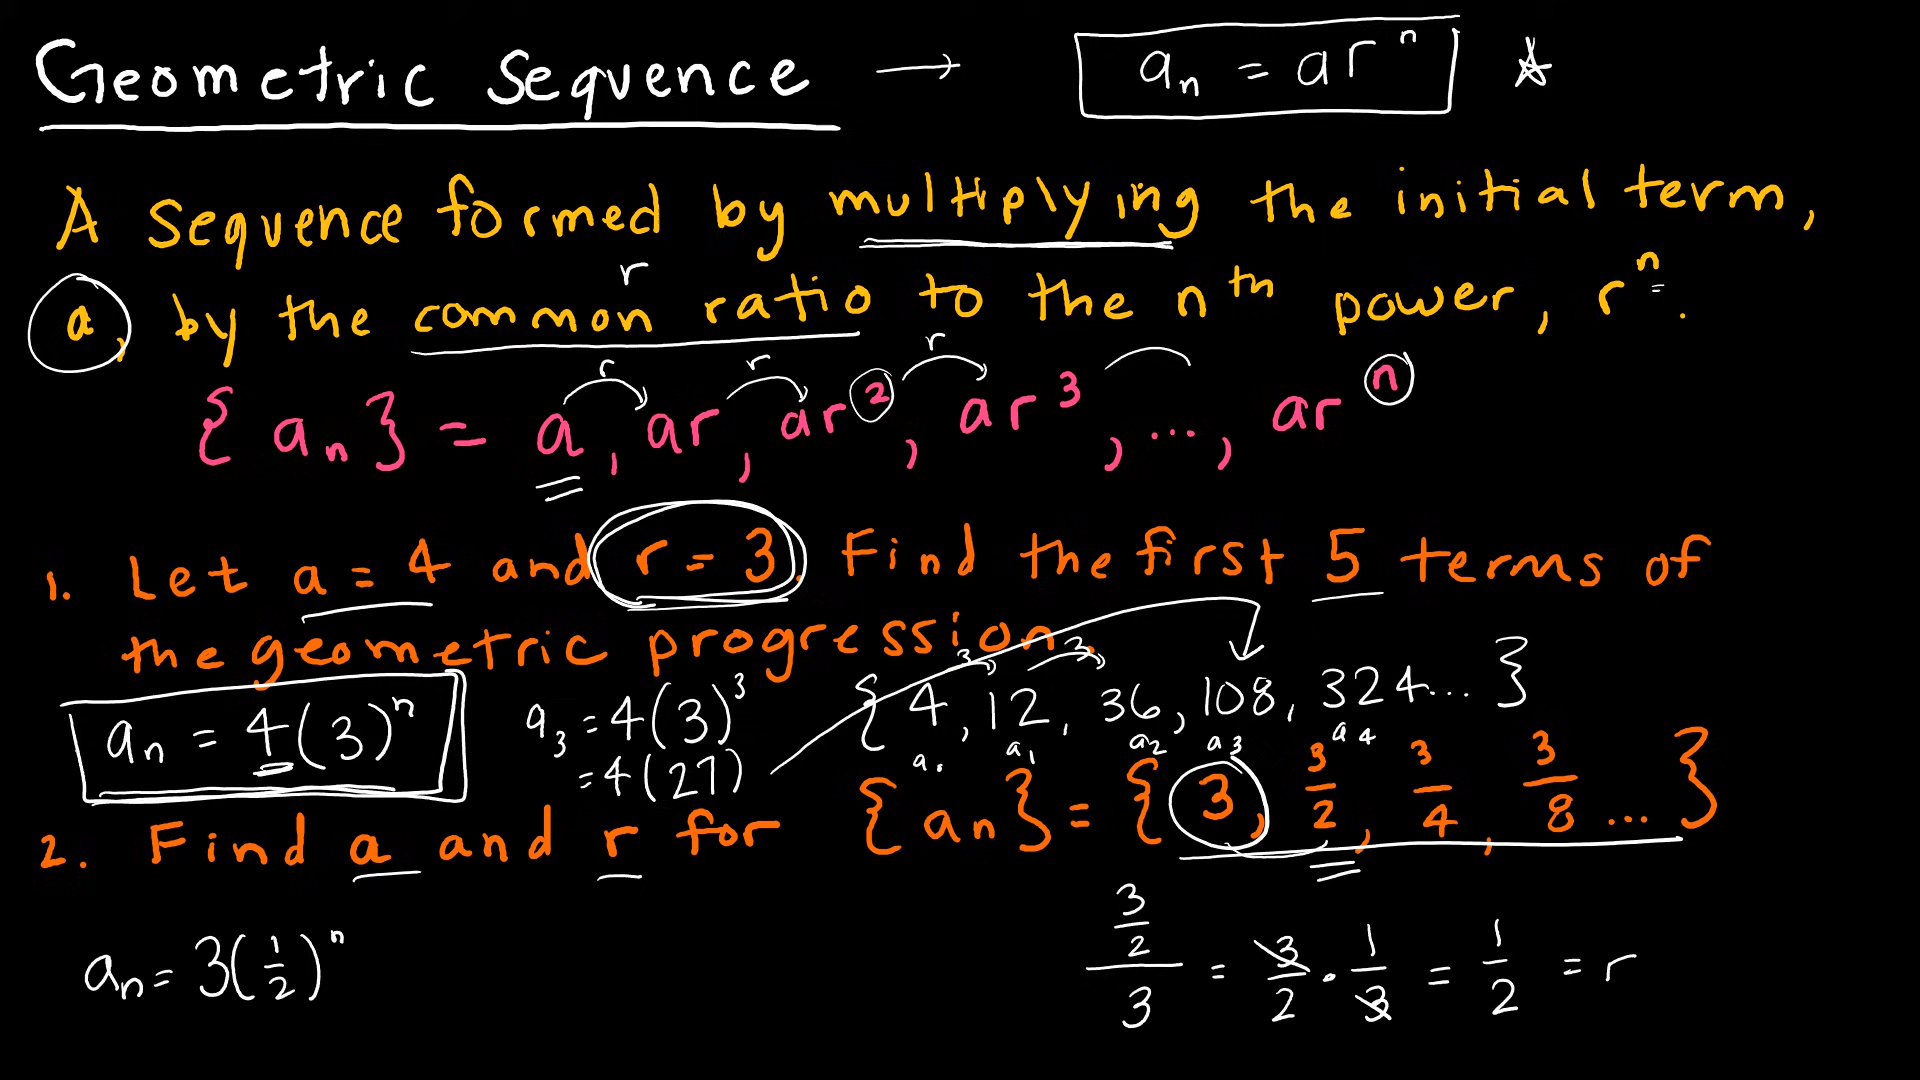 Geometric Sequence → aₙ = arⁿ ☆
A sequence formed by multiplying the initial term,
a, by the common ratio to the nᵗʰ power, rⁿ.
r
r r r
{aₙ} = a, ar, ar², ar³, ..., arⁿ
1. Let a = 4 and r = 3. Find the first 5 terms of
the geometric progression.
3 3
aₙ = 4(3)ⁿ a₃ = 4(3)³ {4, 12, 36, 108, 324... }
= 4(27) a₀ a₁ a₂ a₃ a₄
2. Find a and r for {aₙ} = {3, 3/2, 3/4, 3/8 ... }
aₙ = 3(1/2)ⁿ (3/2)/3 = 3/2 · 1/3 = 1/2 = r